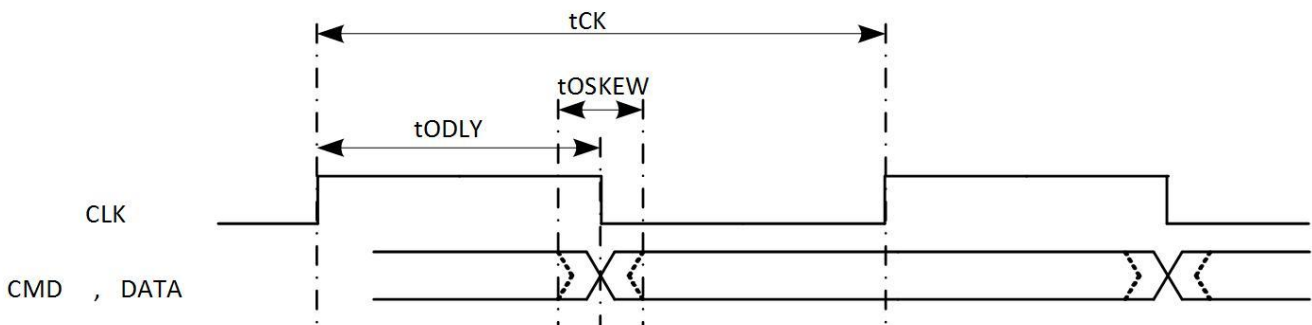 tCK
tOSKEW
tODLY
CLK
CMD , DATA